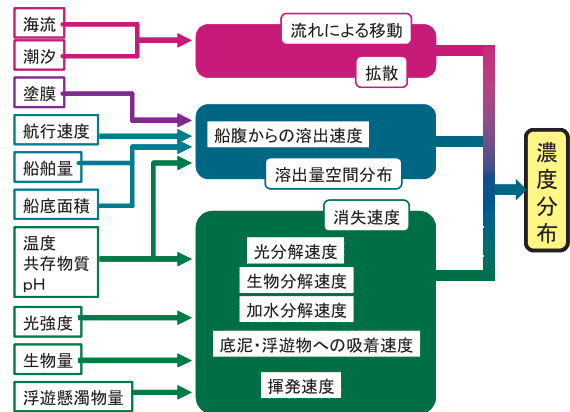 海流
潮汐
塗膜
航行速度
船舶量
船底面積
温度
共存物質
pH
光強度
生物量
浮遊懸濁物量
流れによる移動
拡散
船腹からの溶出速度
溶出量空間分布
消失速度
光分解速度
生物分解速度
加水分解速度
底泥・浮遊物への吸着速度
揮発速度
濃度分布